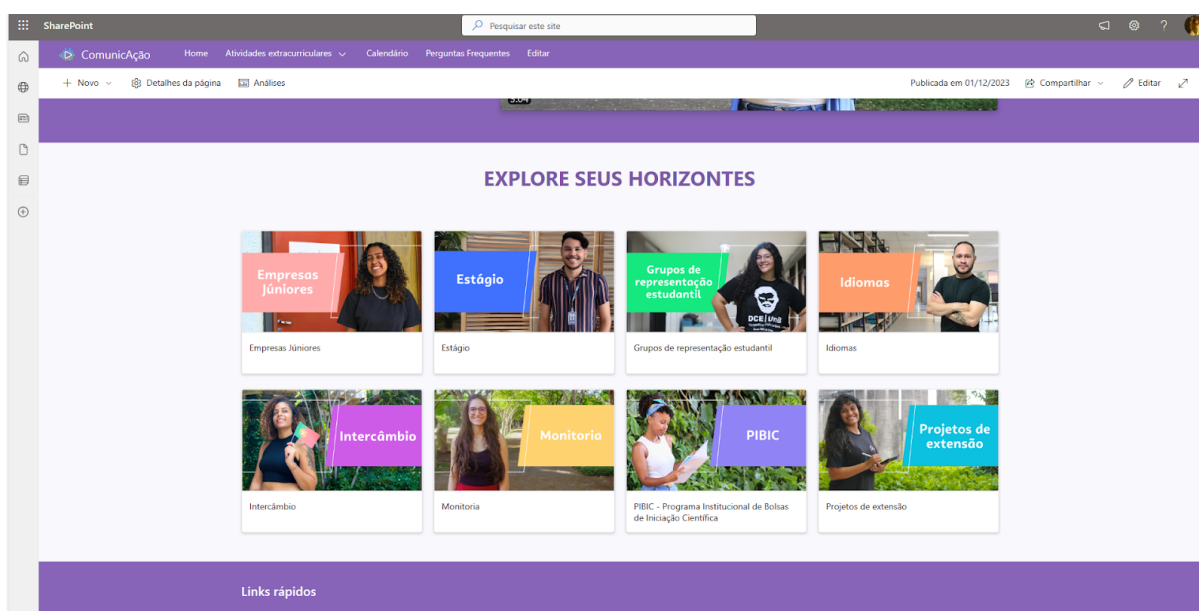 SharePoint
Pesquisar este site
?
ComunicAção
Home
Atividades extracurriculares
Calendário
Perguntas Frequentes
Editar
+ Novo
Detalhes da página
Análises
Publicada em 01/12/2023
Compartilhar
Editar
5:04
EXPLORE SEUS HORIZONTES
Empresas
Júniores
Estágio
Grupos de
representação
estudantil
DCE|Unil
Idiomas
Empresas Júniores
Estágio
Grupos de representação estudantil
Idiomas
Intercâmbio
Monitoria
PIBIC
Projetos de
extensão
Intercâmbio
Monitoria
PIBIC - Programa Institucional de Bolsas
de Iniciação Científica
Projetos de extensão
Links rápidos